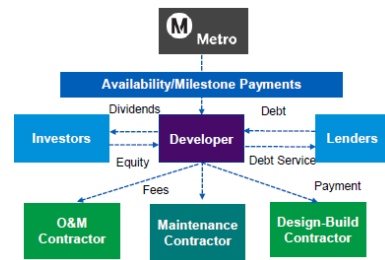 M
Metro
Availability/Milestone Payments
Dividends
Debt
Investors
Developer
Lenders
Equity
Debt Service
Fees
Payment
O&M
Contractor
Maintenance
Contractor
Design-Build
Contractor